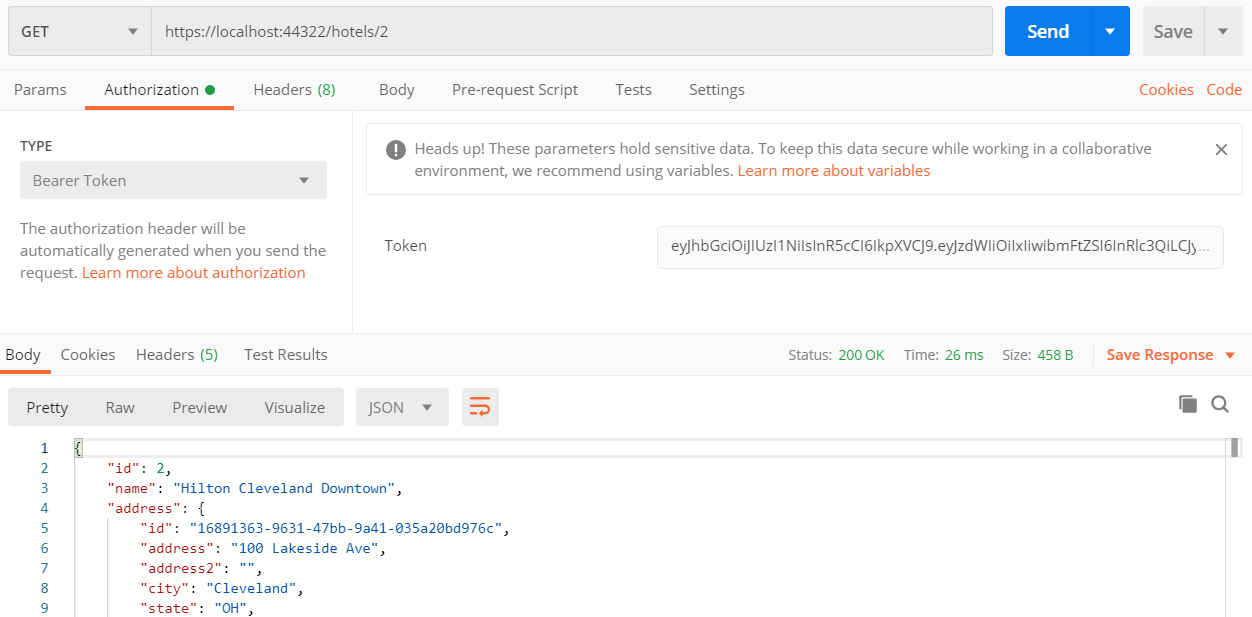 GET https://localhost:44322/hotels/2 Send Save
Params Authorization Headers (8) Body Pre-request Script Tests Settings Cookies Code
TYPE
Bearer Token
The authorization header will be
automatically generated when you send the
request. Learn more about authorization
Heads up! These parameters hold sensitive data. To keep this data secure while working in a collaborative
environment, we recommend using variables. Learn more about variables
Token eyJhbGciOiJIUzI1NiIsInR5cCI6IkpXVCJ9.eyJzdWIiOiIxIiwibmFtZSI6InRlc3QiLCJy...
Body Cookies Headers (5) Test Results Status: 200 OK Time: 26 ms Size: 458 B Save Response
Pretty Raw Preview Visualize JSON
1 {
2 "id": 2,
3 "name": "Hilton Cleveland Downtown",
4 "address": {
5 "id": "16891363-9631-47bb-9a41-035a20bd976c",
6 "address": "100 Lakeside Ave",
7 "address2": "",
8 "city": "Cleveland",
9 "state": "OH",